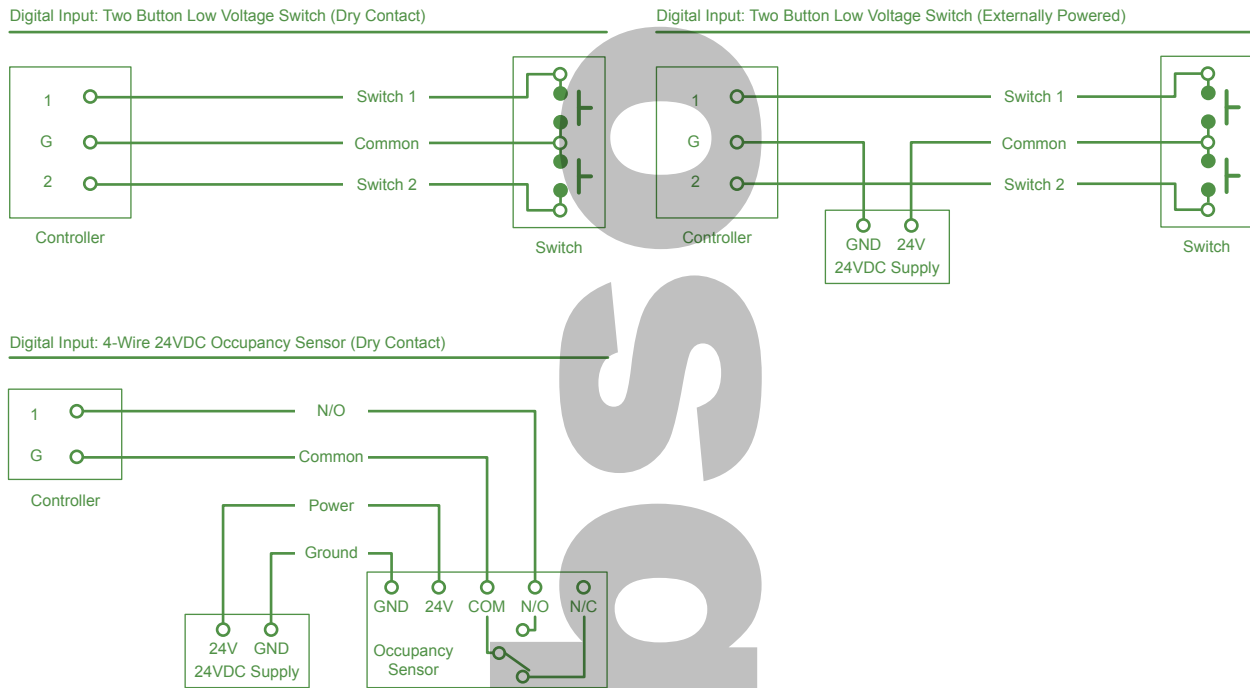 Digital Input: Two Button Low Voltage Switch (Dry Contact)
1
Switch 1
G
Common
2
Switch 2
Controller
Switch
Digital Input: Two Button Low Voltage Switch (Externally Powered)
1
Switch 1
G
Common
2
Switch 2
Controller
GND 24V
24VDC Supply
Switch
Digital Input: 4-Wire 24VDC Occupancy Sensor (Dry Contact)
1
N/O
G
Common
Controller
Power
Ground
GND 24V COM N/O N/C
24V GND
24VDC Supply
Occupancy
Sensor